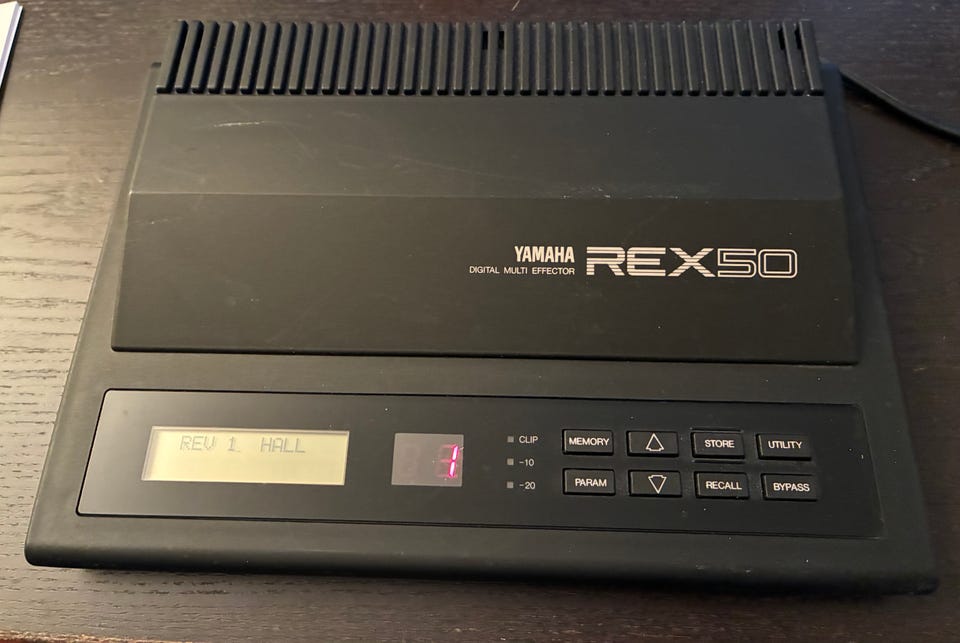 YAMAHA REX50
DIGITAL MULTI EFFECTOR
REV 1 HALL
1
CLIP
-10
-20
MEMORY STORE UTILITY
PARAM RECALL BYPASS